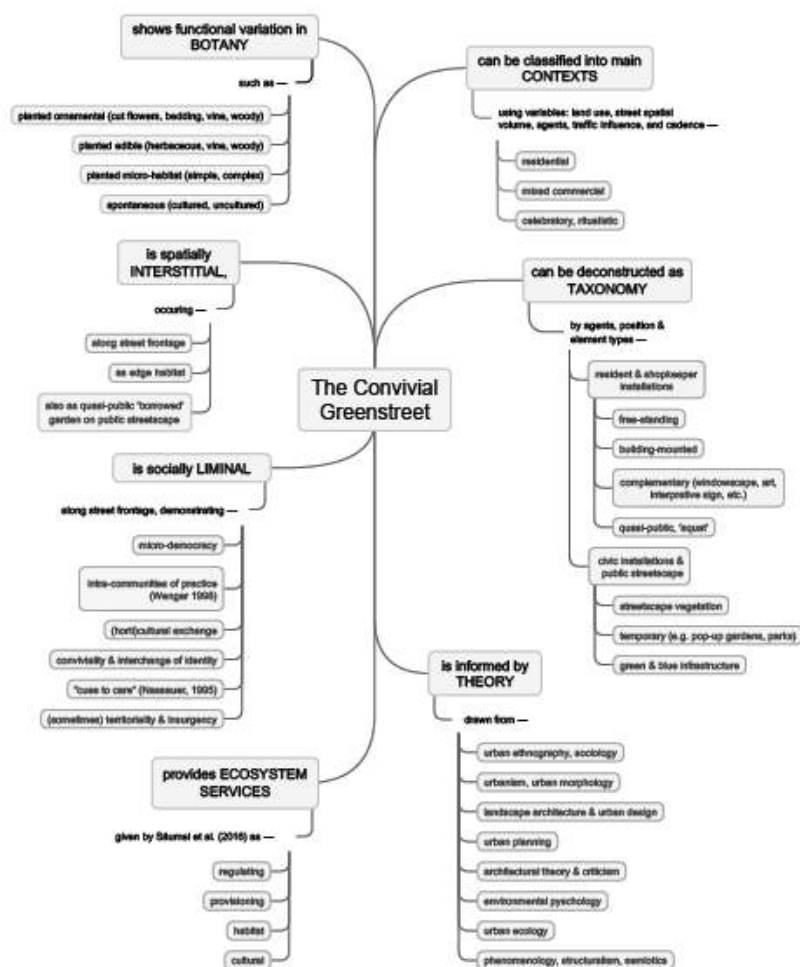 shows functional variation in
BOTANY
such as —
planted ornamental (cut flowers, bedding, vine, woody)
planted edible (herbaceous, vine, woody)
planted micro-habitat (simple, complex)
spontaneous (cultured, uncultured)
is spatially
INTERSTITIAL,
occuring —
along street frontage
as edge habitat
also as quasi-public 'borrowed'
garden on public streetscape
is socially LIMINAL
along street frontage, demonstrating —
micro-democracy
intra-communities of practice
(Wenger 1998)
(horti)cultural exchange
conviviality & interchange of identity
"cues to care" (Nassauer, 1995)
(sometimes) territoriality & insurgency
provides ECOSYSTEM
SERVICES
given by Säumel et al. (2016) as —
regulating
provisioning
habitat
cultural
The Convivial
Greenstreet
can be classified into main
CONTEXTS
using variables: land use, street spatial
volume, agents, traffic influence, and cadence —
residential
mixed commercial
celebratory, ritualistic
can be deconstructed as
TAXONOMY
by agents, position &
element types —
resident & shopkeeper
installations
free-standing
building-mounted
complementary (windowscape, art,
interpretive sign, etc.)
quasi-public, 'squat'
civic installations &
public streetscape
streetscape vegetation
temporary (e.g. pop-up gardens, parks)
green & blue infrastructure
is informed by
THEORY
drawn from —
urban ethnography, sociology
urbanism, urban morphology
landscape architecture & urban design
urban planning
architectural theory & criticism
environmental pyschology
urban ecology
phenomenology, structuralism, semiotics